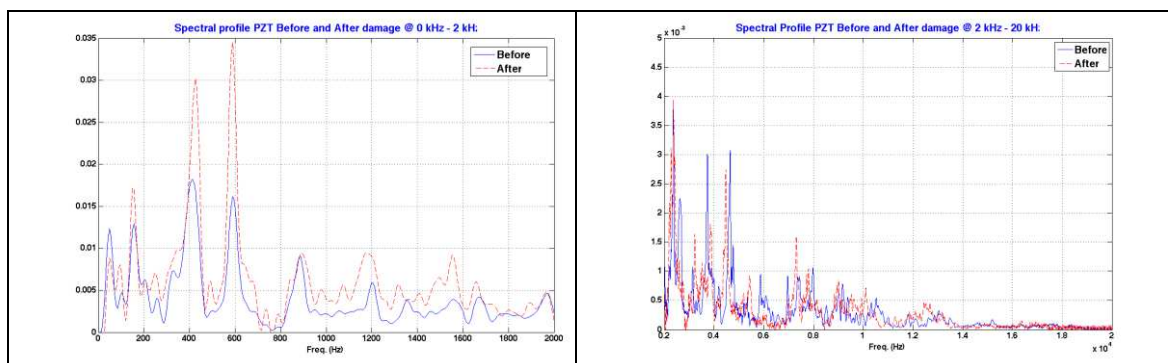 Spectral profile PZT Before and After damage @ 0 kHz - 2 kH:
0.035
0.03
0.025
0.02
0.015
0.01
0.005
0
0 200 400 600 800 1000 1200 1400 1600 1800 2000
Freq. (Hz)
Before
After
Spectral Profile PZT Before and After damage @ 2 kHz - 20 kH:
5 x 10⁻³
4.5
4
3.5
3
2.5
2
1.5
1
0.5
0
0.2 0.4 0.6 0.8 1 1.2 1.4 1.6 1.8 2
Freq. (Hz)
x 10⁴
Before
After